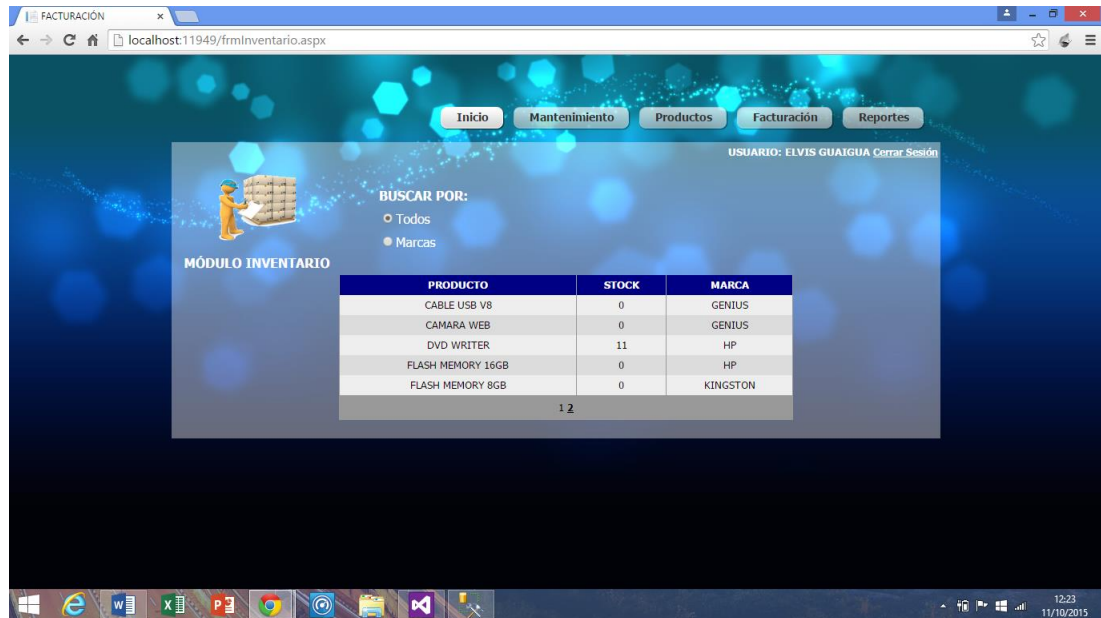 FACTURACIÓN
localhost:11949/frmInventario.aspx
Inicio Mantenimiento Productos Facturación Reportes
USUARIO: ELVIS GUAIGUA Cerrar Sesión
BUSCAR POR:
Todos
Marcas
MÓDULO INVENTARIO
PRODUCTO STOCK MARCA
CABLE USB V8 0 GENIUS
CAMARA WEB 0 GENIUS
DVD WRITER 11 HP
FLASH MEMORY 16GB 0 HP
FLASH MEMORY 8GB 0 KINGSTON
1 2
12:23
11/10/2015